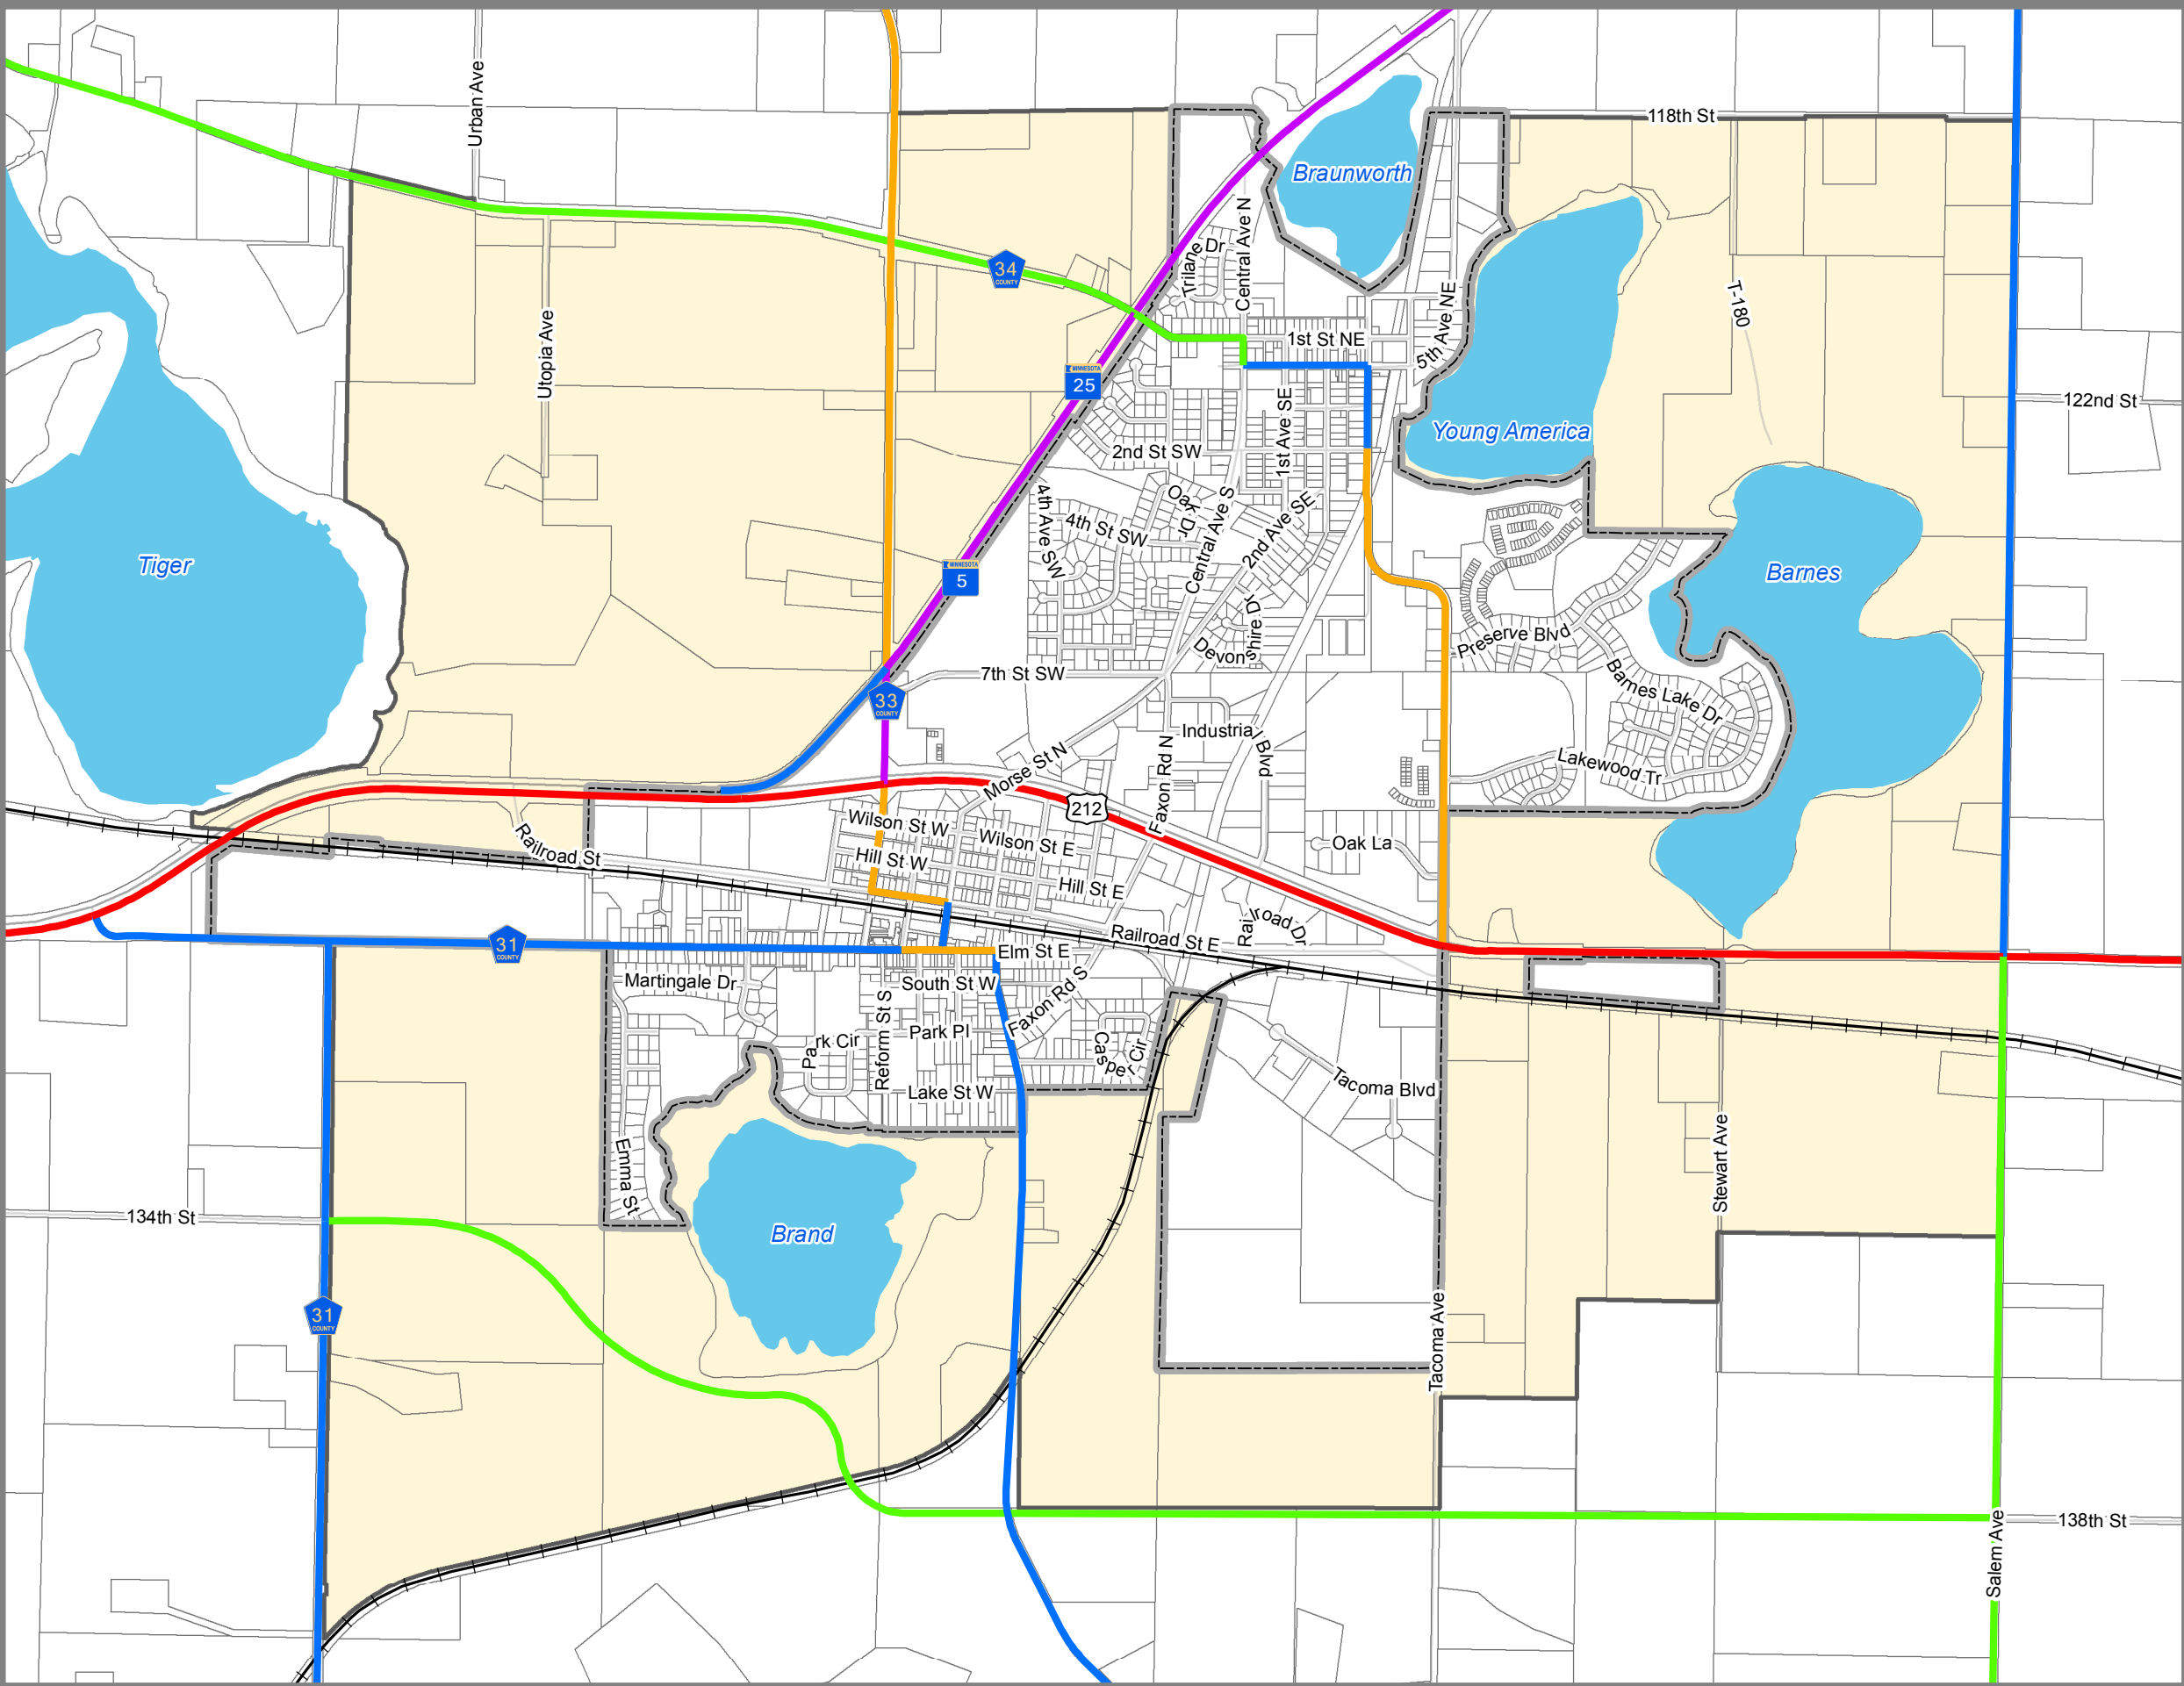 Urban Ave
118th St
Braunworth
Central Ave N
Trilane Dr
34
COUNTY
Utopia Ave
1st St NE
5th Ave NE
T-180
MINNESOTA
25
122nd St
1st Ave SE
Young America
2nd St SW
Oak Dr
4th Ave SW
4th St SW
Central Ave S
2nd Ave SE
Tiger
MINNESOTA
5
Barnes
Devonshire Dr
Preserve Blvd
7th St SW
Barnes Lake Dr
33
COUNTY
Industrial Blvd
Morse St N
Faxon Rd N
Lakewood Tr
212
Wilson St W
Wilson St E
Railroad St
Hill St W
Oak La
Hill St E
Railroad Dr
31
COUNTY
Railroad St E
Elm St E
Martingale Dr
South St W
Faxon Rd S
Reform St S
Park Pl
Park Cir
Casper Cir
Lake St W
Tacoma Blvd
Emma St
Stewart Ave
134th St
Brand
31
COUNTY
Tacoma Ave
138th St
Salem Ave